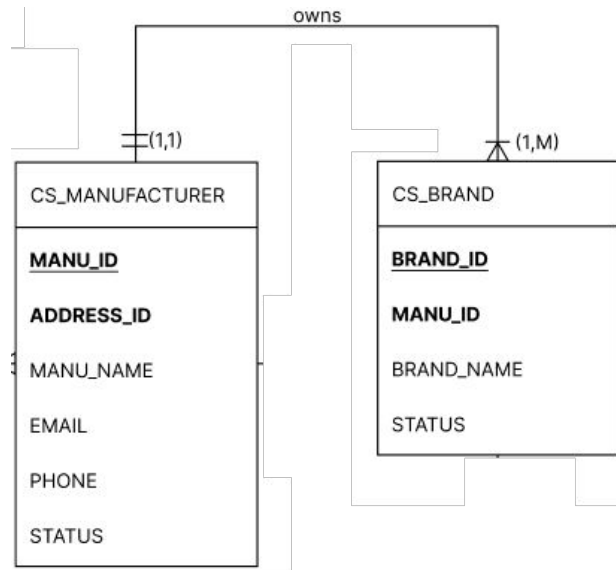 owns
(1,1)
(1,M)
CS_MANUFACTURER
MANU_ID
ADDRESS_ID
MANU_NAME
EMAIL
PHONE
STATUS
CS_BRAND
BRAND_ID
MANU_ID
BRAND_NAME
STATUS